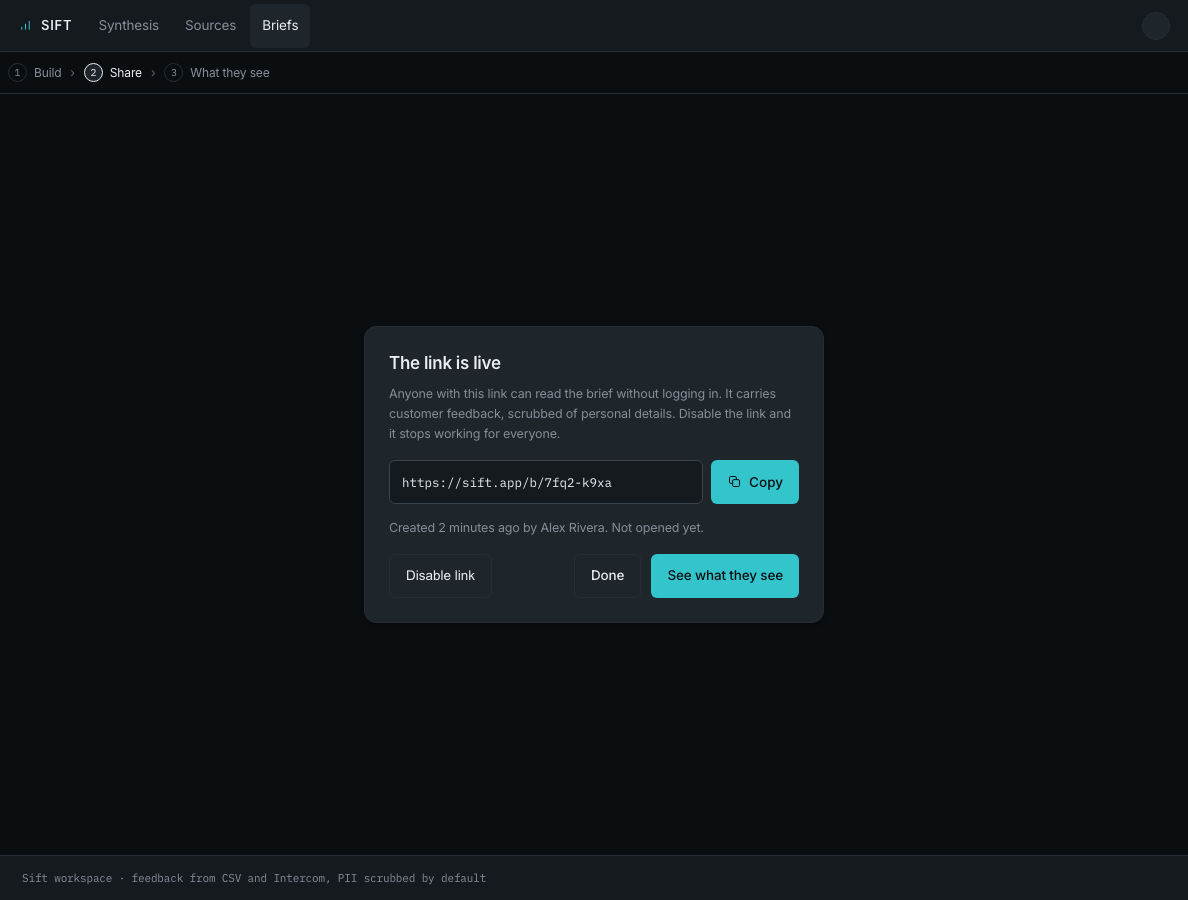 SIFT Synthesis Sources Briefs
1 Build › 2 Share › 3 What they see
The link is live
Anyone with this link can read the brief without logging in. It carries
customer feedback, scrubbed of personal details. Disable the link and
it stops working for everyone.
https://sift.app/b/7fq2-k9xa Copy
Created 2 minutes ago by Alex Rivera. Not opened yet.
Disable link Done See what they see
Sift workspace · feedback from CSV and Intercom, PII scrubbed by default